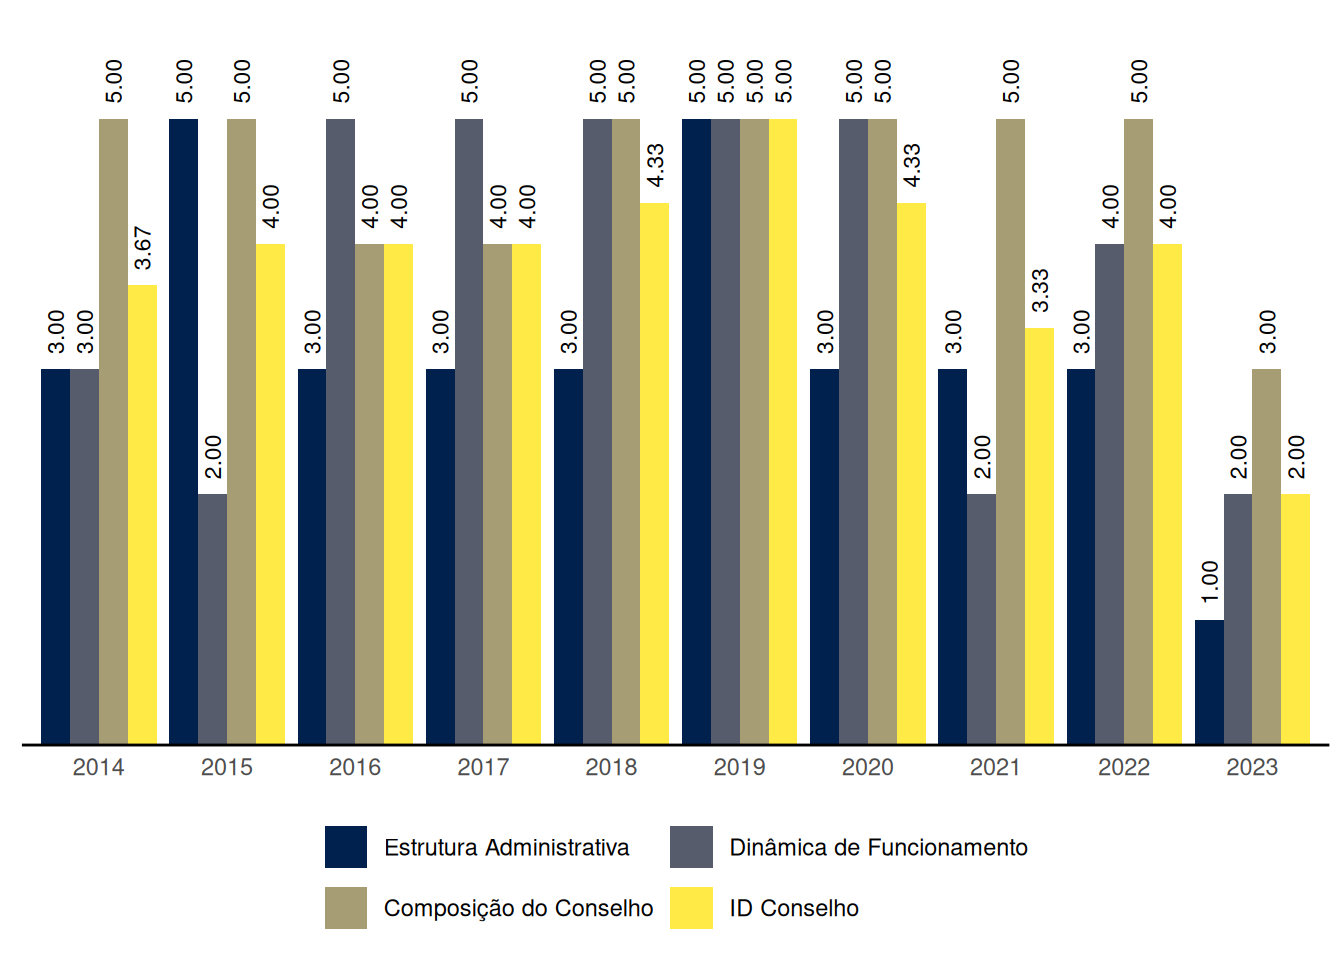 3.00 3.00 5.00 3.67
5.00 2.00 5.00 4.00
3.00 5.00 4.00 4.00
3.00 5.00 4.00 4.00
3.00 5.00 5.00 4.33
5.00 5.00 5.00 5.00
3.00 5.00 5.00 4.33
3.00 2.00 5.00 3.33
3.00 4.00 5.00 4.00
1.00 2.00 3.00 2.00
2014 2015 2016 2017 2018 2019 2020 2021 2022 2023
Estrutura Administrativa Dinâmica de Funcionamento
Composição do Conselho ID Conselho